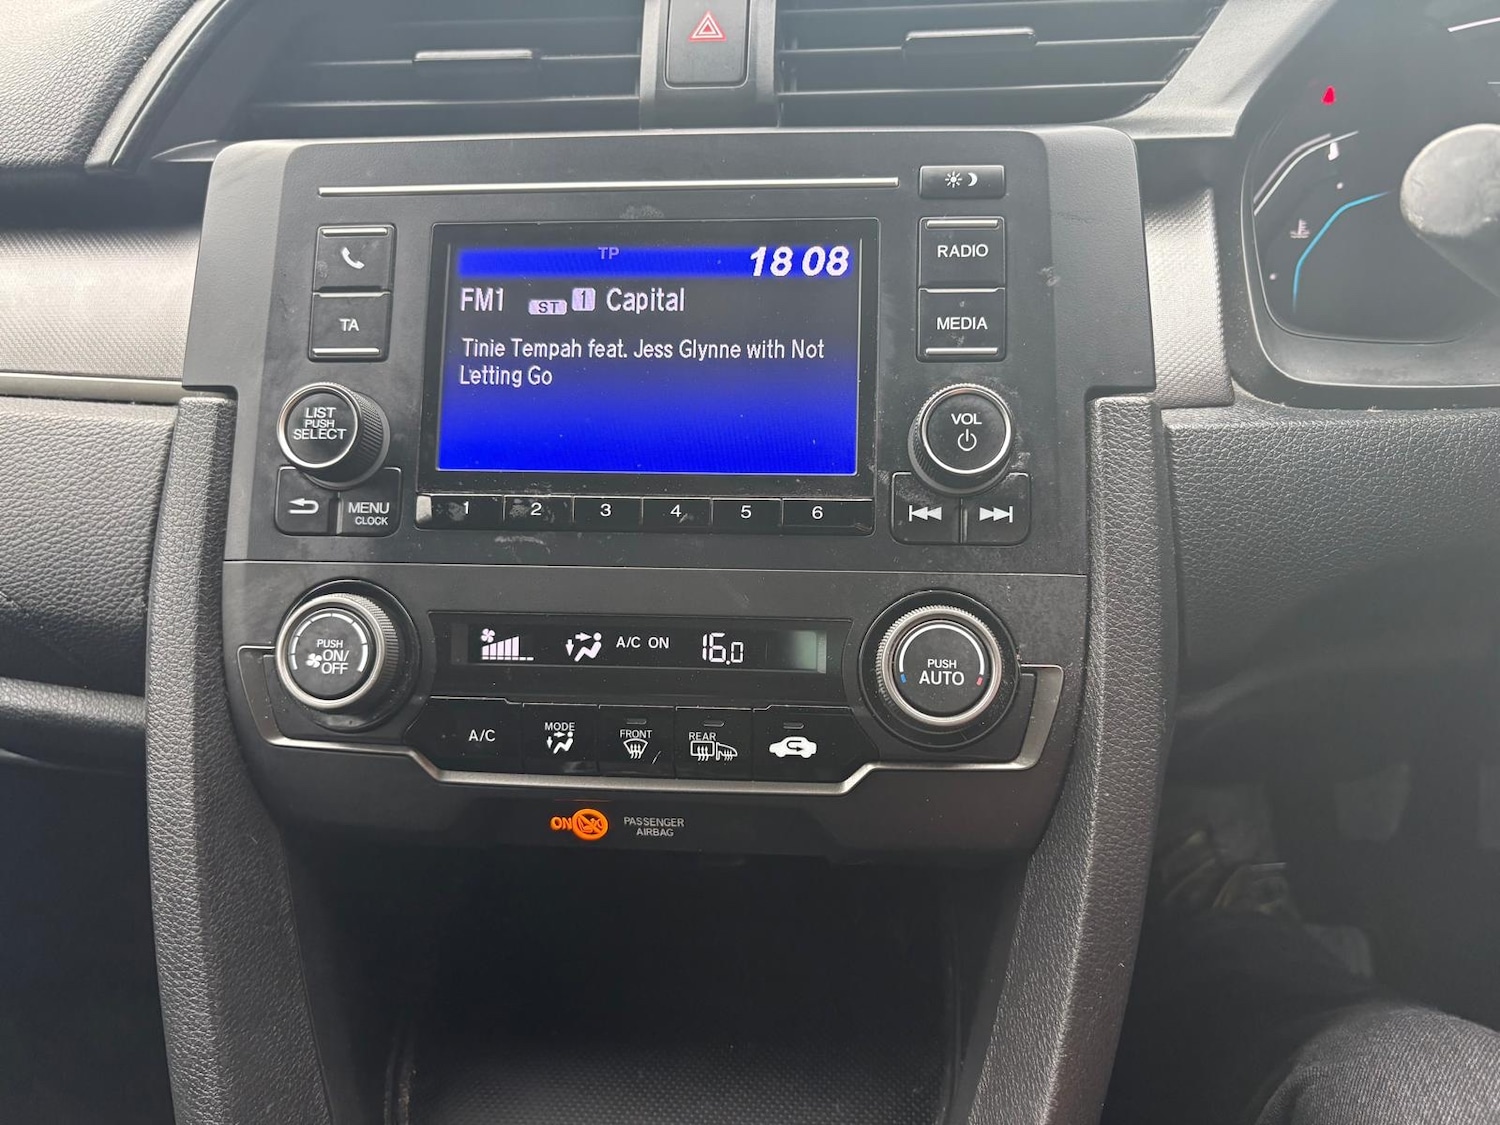 TP 18 08
FM1 ST 1 Capital
Tinie Tempah feat. Jess Glynne with Not
Letting Go
TA
LIST
PUSH
SELECT
MENU
CLOCK
RADIO
MEDIA
VOL
1 2 3 4 5 6
PUSH
ON/
OFF
A/C ON 16.0
PUSH
AUTO
A/C
MODE
FRONT
REAR
ON
PASSENGER
AIRBAG